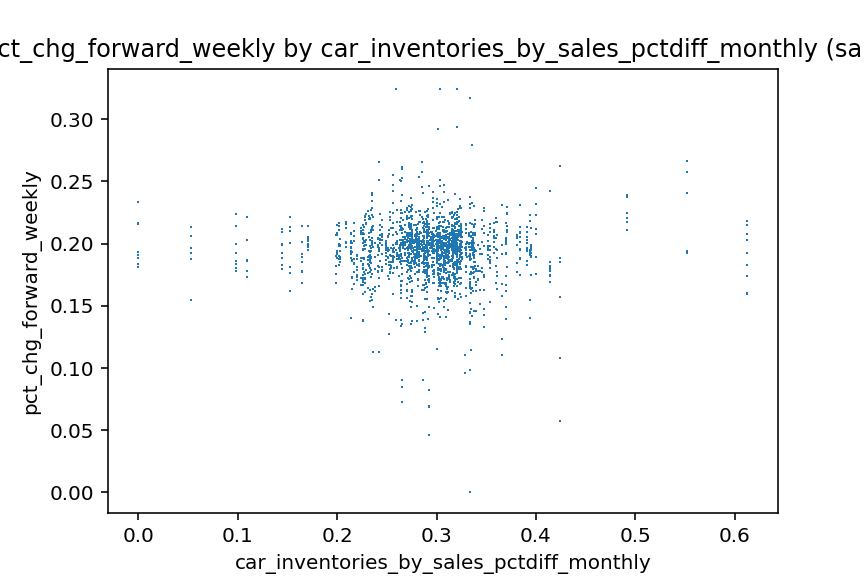 ct_chg_forward_weekly by car_inventories_by_sales_pctdiff_monthly (sa
0.30
0.25
0.20
0.15
0.10
0.05
0.00
pct_chg_forward_weekly
0.0 0.1 0.2 0.3 0.4 0.5 0.6
car_inventories_by_sales_pctdiff_monthly